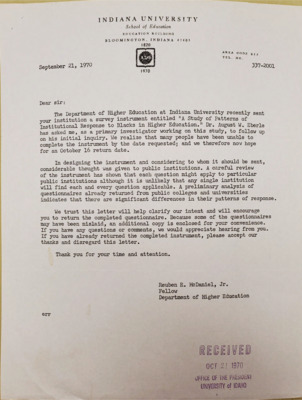 INDIANA UNIVERSITY
School of Education
EDUCATION BUILDING
BLOOMINGTON, INDIANA 47401
1820
1970
AREA CODE 812
TEL. NO.
337-2001
September 21, 1970
Dear sir:
The Department of Higher Education at Indiana University recently sent
your institution a survey instrument entitled "A Study of Patterns of
Institutional Response to Blacks in Higher Education." Dr. August W. Eberle
has asked me, as a primary investigator working on this study, to follow up
on his initial inquiry. We realize that many people have been unable to
complete the instrument by the date requested; and we therefore now hope
for an October 16 return date.
In designing the instrument and considering to whom it should be sent,
considerable thought was given to public institutions. A careful review
of the instrument has shown that each question might apply to particular
public institutions although it is unlikely that any single institution
will find each and every question applicable. A preliminary analysis of
questionnaires already returned from public colleges and universities
indicates that there are significant differences in their patterns of response.
We trust this letter will help clarify our intent and will encourage
you to return the completed questionnaire. Because some of the questionnaires
may have been mislaid, an additional copy is enclosed for your convenience.
If you have any questions or comments, we would appreciate hearing from you.
If you have already returned the completed instrument, please accept our
thanks and disregard this letter.
Thank you for your time and attention.
Reuben R. McDaniel, Jr.
Fellow
Department of Higher Education
RECEIVED
OCT 21 1970
OFFICE OF THE PRESIDENT
UNIVERSITY OF IDAHO